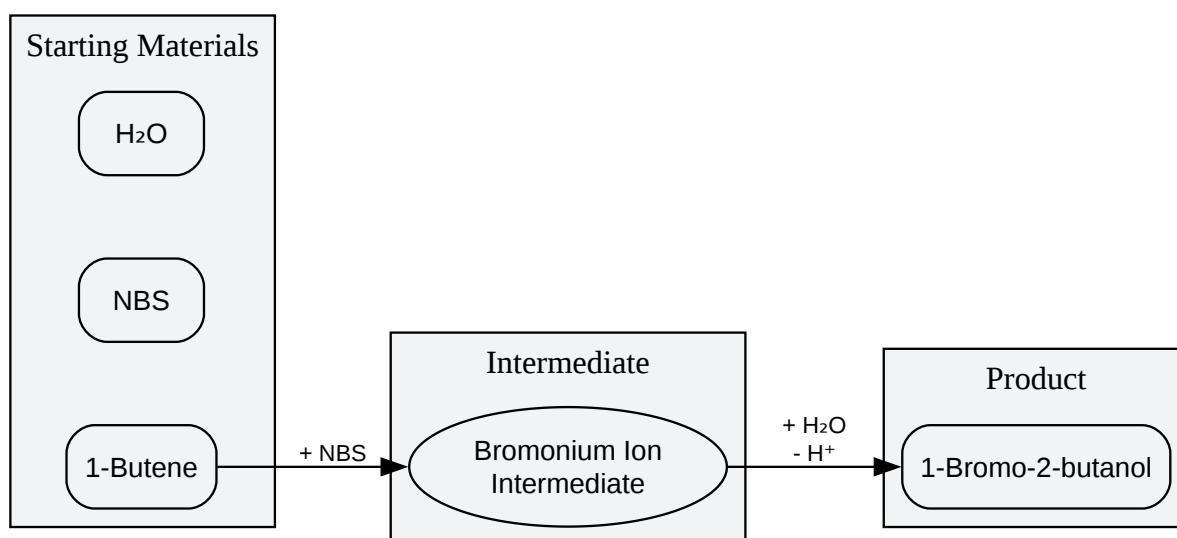 Starting Materials
H₂O
NBS
1-Butene
+ NBS
Intermediate
Bromonium Ion
Intermediate
+ H₂O
- H⁺
Product
1-Bromo-2-butanol